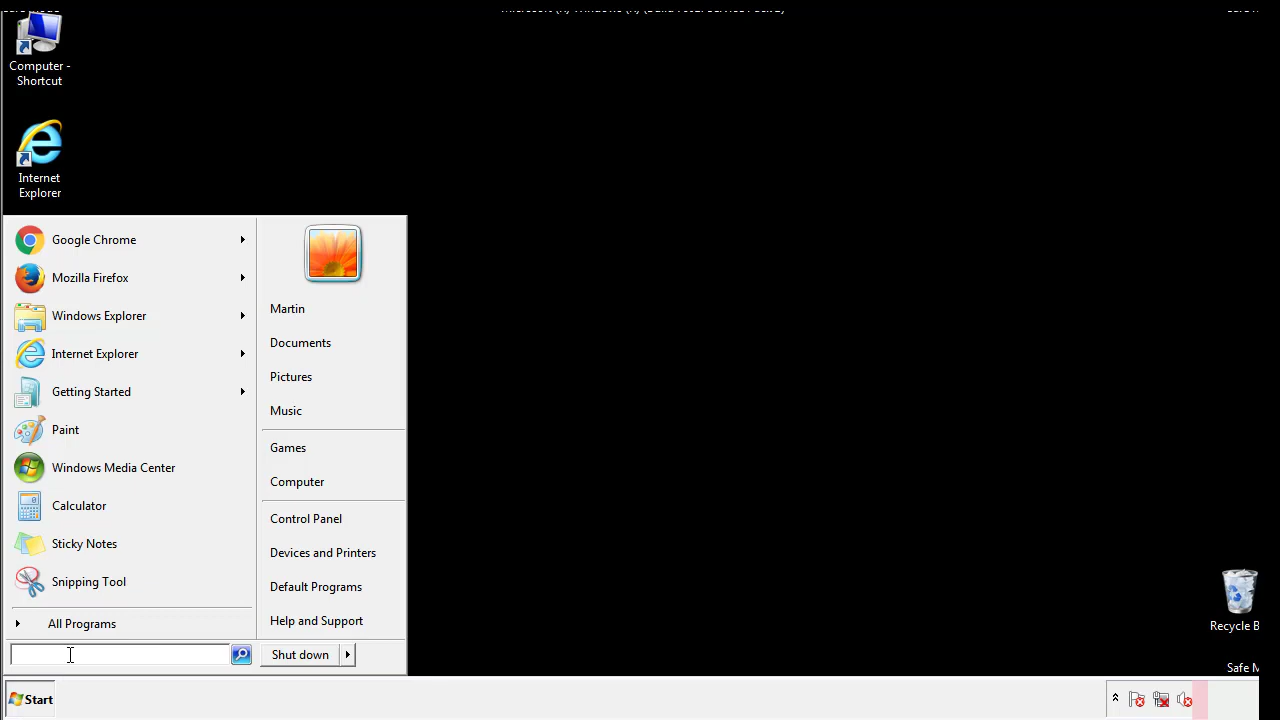 Computer -
Shortcut
Internet
Explorer
Google Chrome
Mozilla Firefox
Windows Explorer
Internet Explorer
Getting Started
Paint
Windows Media Center
Calculator
Sticky Notes
Snipping Tool
All Programs
Martin
Documents
Pictures
Music
Games
Computer
Control Panel
Devices and Printers
Default Programs
Help and Support
Shut down
Recycle B
Safe M
Start